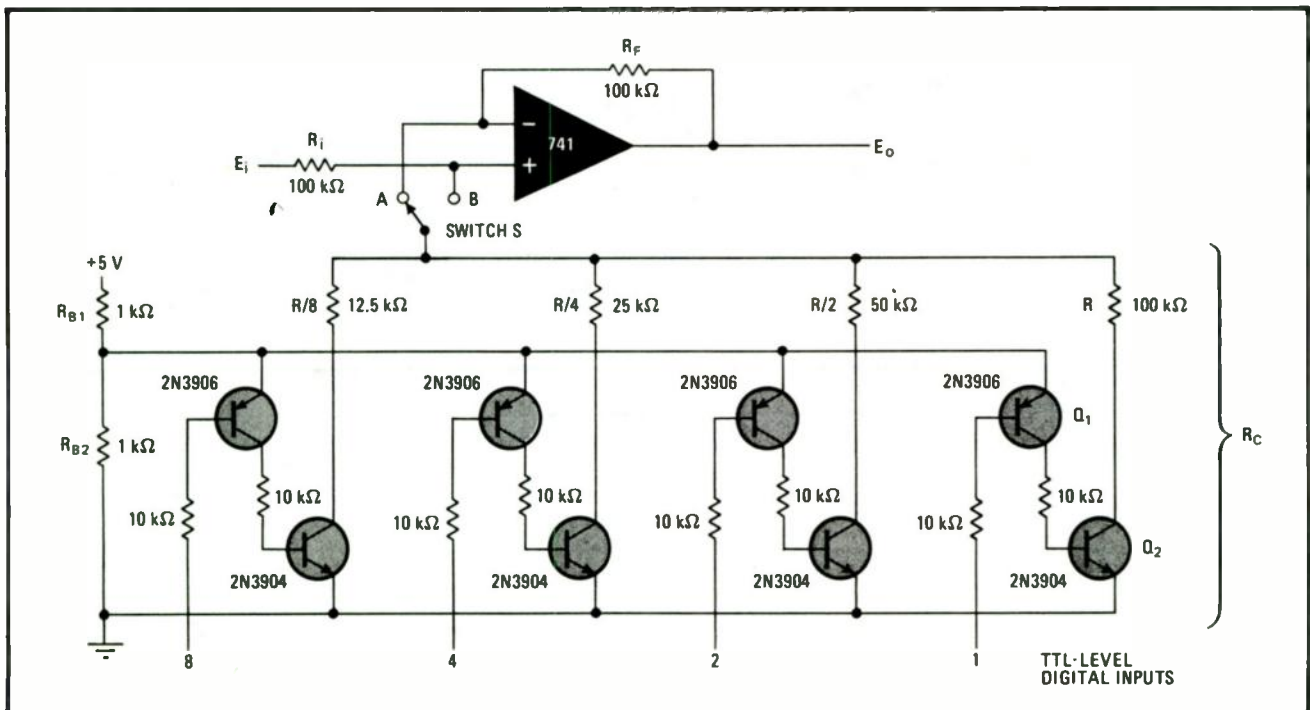 R_F
100 kΩ
741
−
+
R_i
E_i
100 kΩ
E_o
A
B
SWITCH S
+5 V
R_B1
1 kΩ
R/8
12.5 kΩ
R/4
25 kΩ
R/2
50 kΩ
R
100 kΩ
2N3906
2N3906
2N3906
2N3906
Q_1
R_B2
1 kΩ
R_C
10 kΩ
10 kΩ
10 kΩ
10 kΩ
10 kΩ
10 kΩ
10 kΩ
10 kΩ
2N3904
2N3904
2N3904
2N3904
Q_2
8
4
2
1
TTL-LEVEL
DIGITAL INPUTS